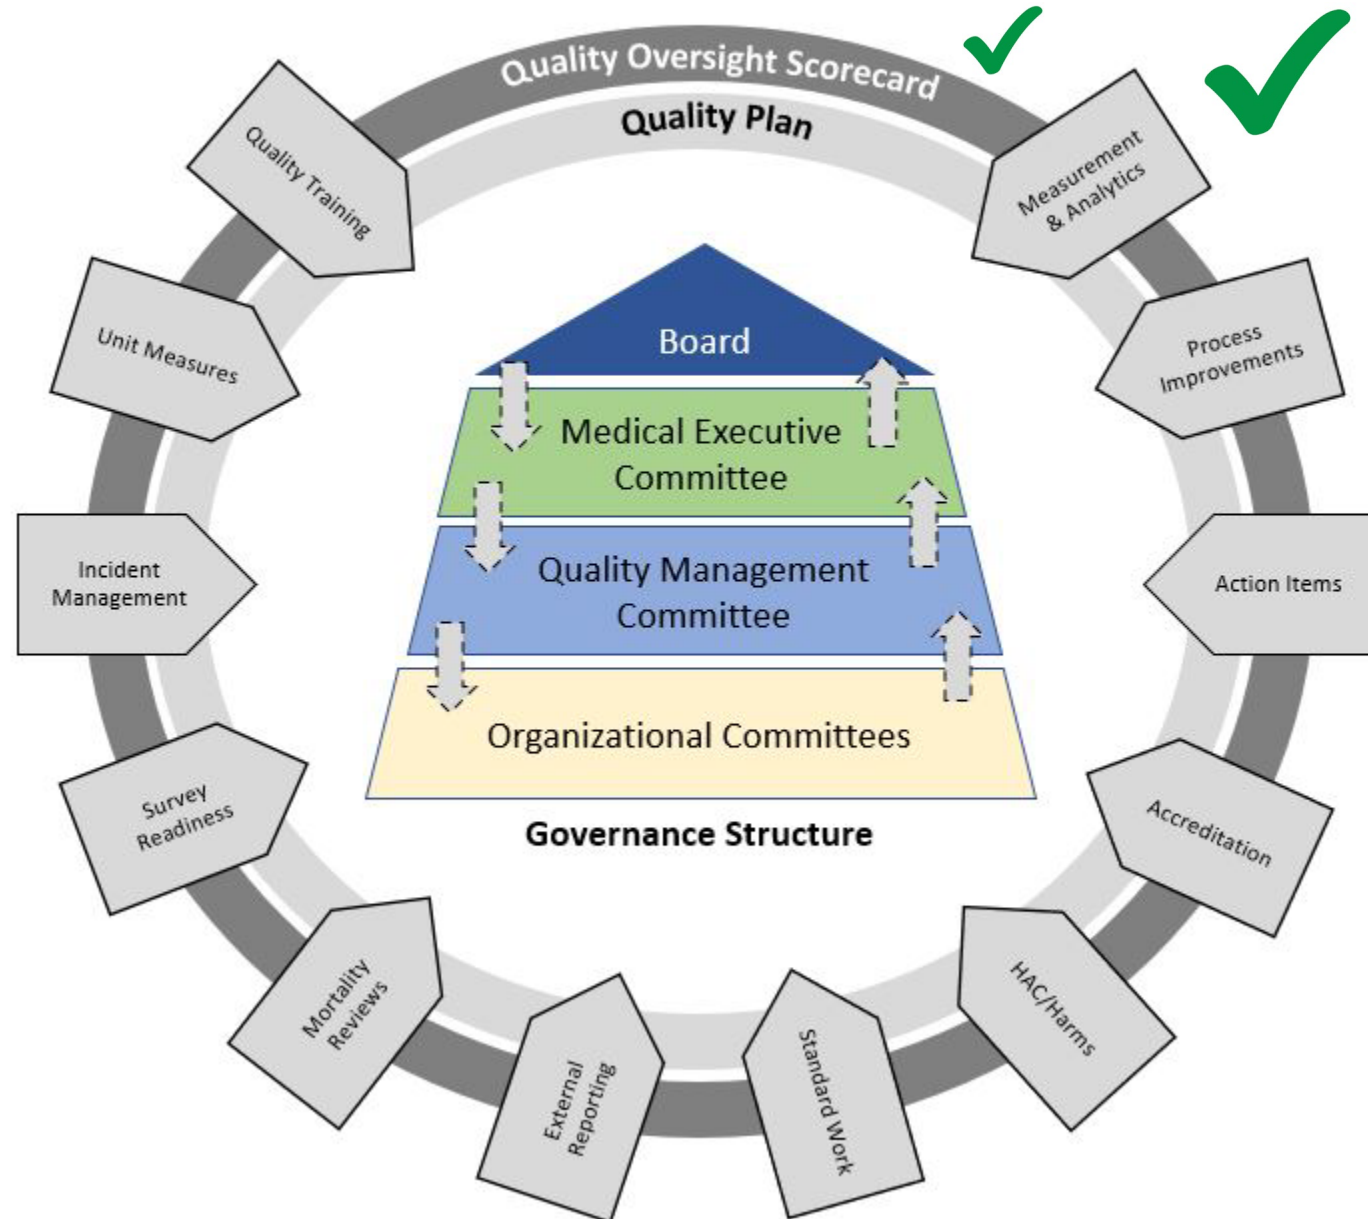 Quality Oversight Scorecard
Quality Plan
Quality Training
Measurement
& Analytics
Unit Measures
Process
Improvements
Board
Medical Executive
Committee
Incident
Management
Quality Management
Committee
Action Items
Organizational Committees
Survey
Readiness
Accreditation
Governance Structure
Mortality
Reviews
HAC/Harms
External
Reporting
Standard Work